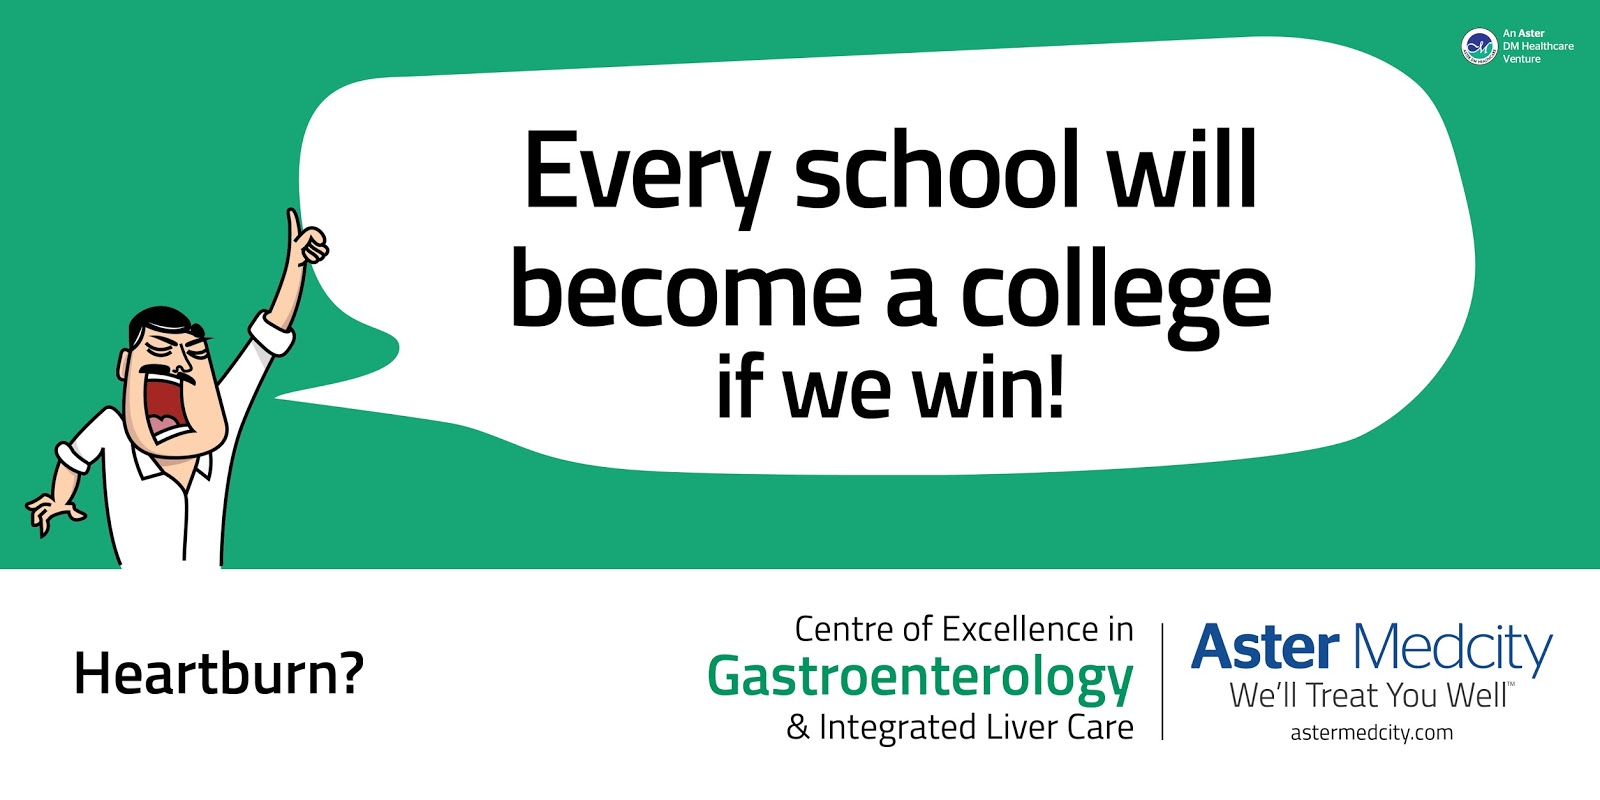 An Aster
DM Healthcare
Venture
Every school will
become a college
if we win!
Heartburn?
Centre of Excellence in
Gastroenterology
& Integrated Liver Care
Aster Medcity
We'll Treat You Well™
astermedcity.com